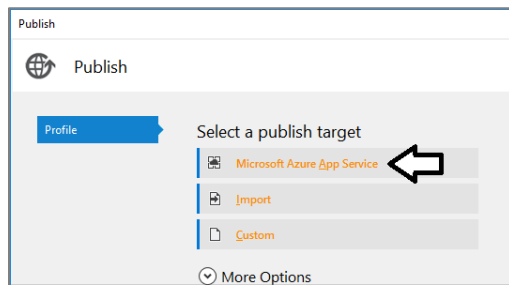 Publish
Publish
Profile
Select a publish target
Microsoft Azure App Service
Import
Custom
More Options